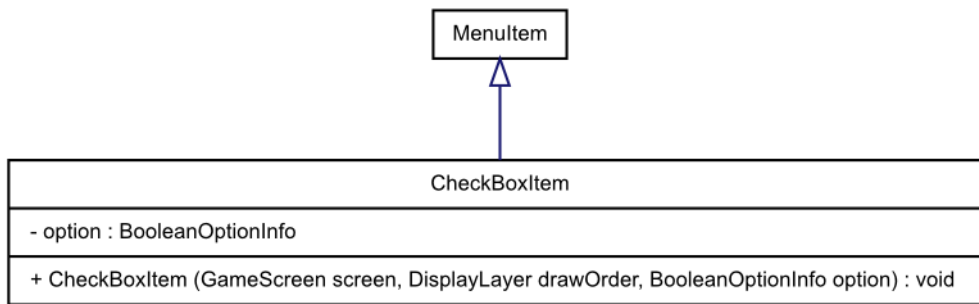 MenuItem
CheckBoxItem
- option : BooleanOptionInfo
+ CheckBoxItem (GameScreen screen, DisplayLayer drawOrder, BooleanOptionInfo option) : void